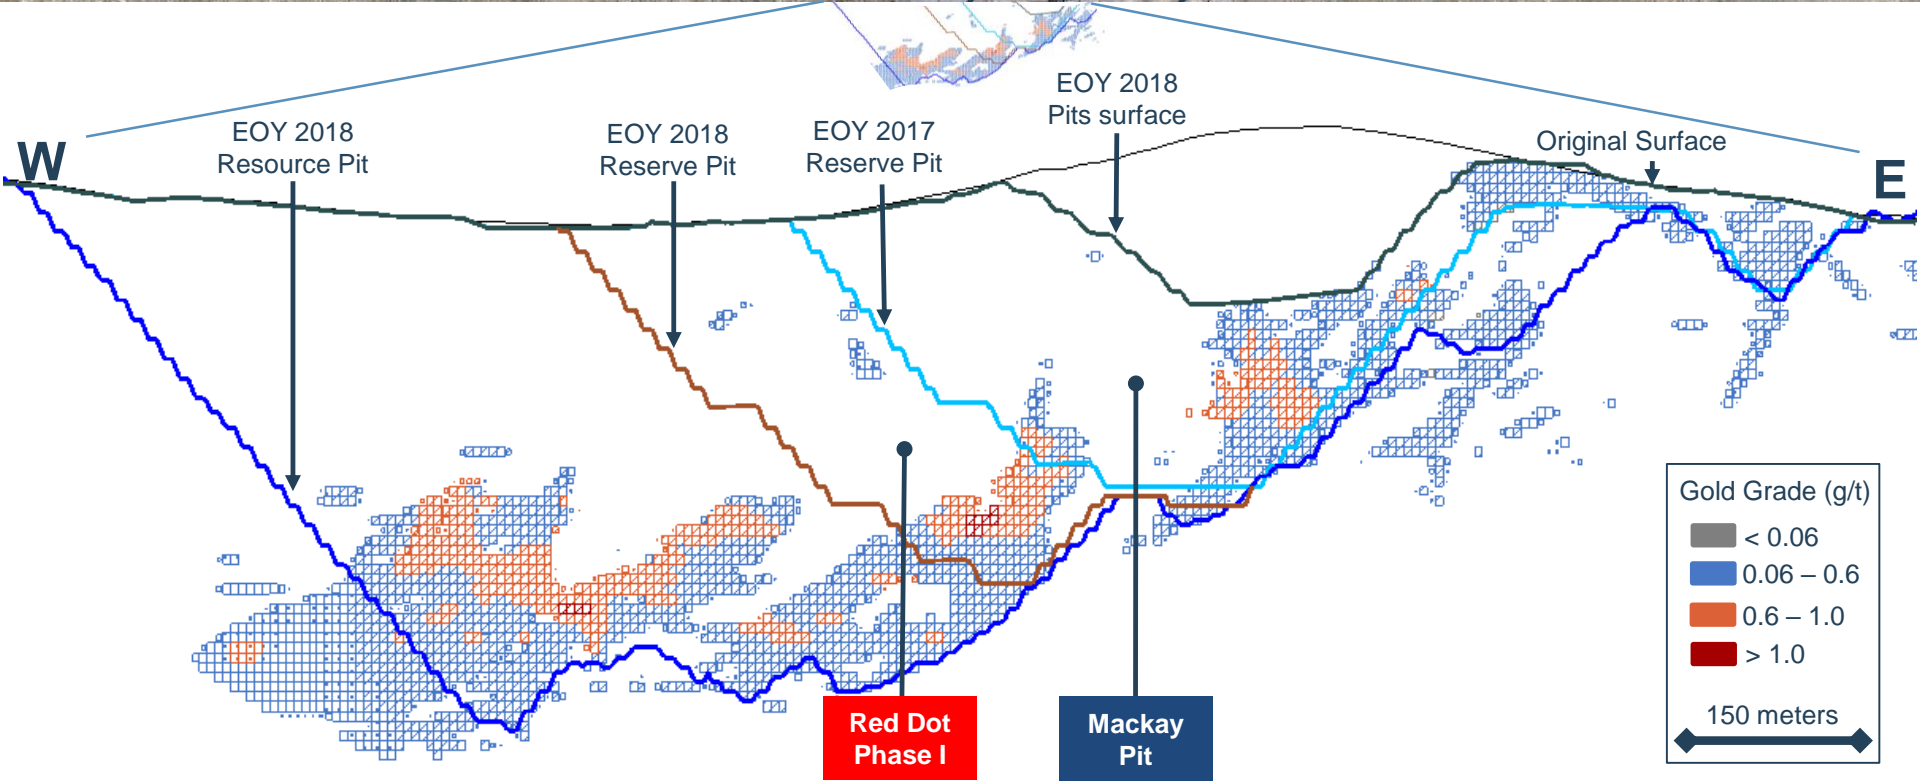 EOY 2018
Pits surface
EOY 2018
Resource Pit
EOY 2018
Reserve Pit
EOY 2017
Reserve Pit
Original Surface
W
E
Gold Grade (g/t)
< 0.06
0.06 – 0.6
0.6 – 1.0
> 1.0
150 meters
Red Dot
Phase I
Mackay
Pit